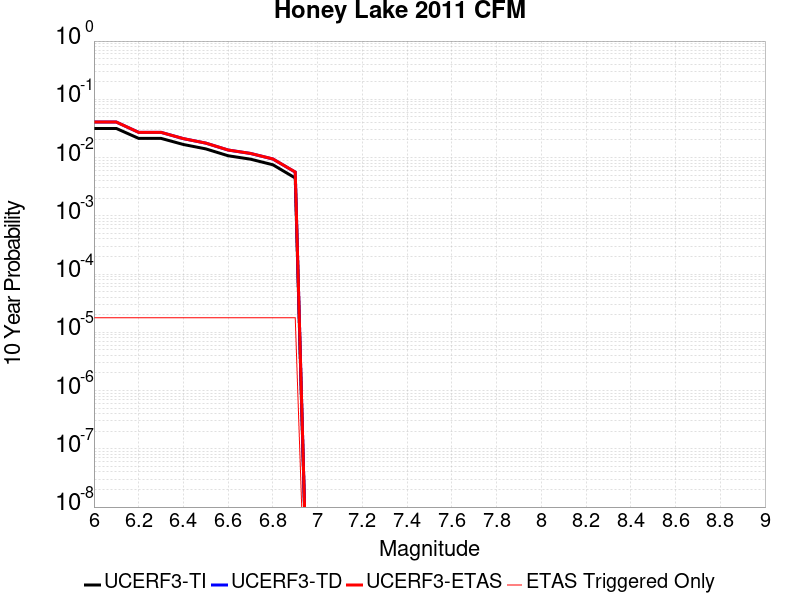 Honey Lake 2011 CFM
10^0
10^-1
10^-2
10^-3
10^-4
10^-5
10^-6
10^-7
10^-8
10 Year Probability
6 6.2 6.4 6.6 6.8 7 7.2 7.4 7.6 7.8 8 8.2 8.4 8.6 8.8 9
Magnitude
UCERF3-TI UCERF3-TD UCERF3-ETAS ETAS Triggered Only